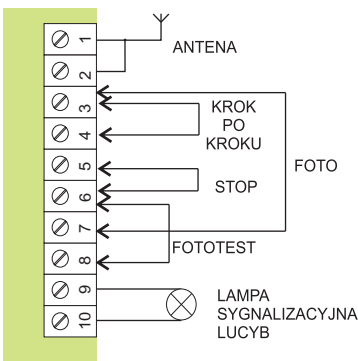 1
ANTENA
2
3
KROK
PO
KROKU
4
FOTO
5
STOP
6
7
FOTOTEST
8
9
LAMPA
SYGNALIZACYJNA
LUCYB
10